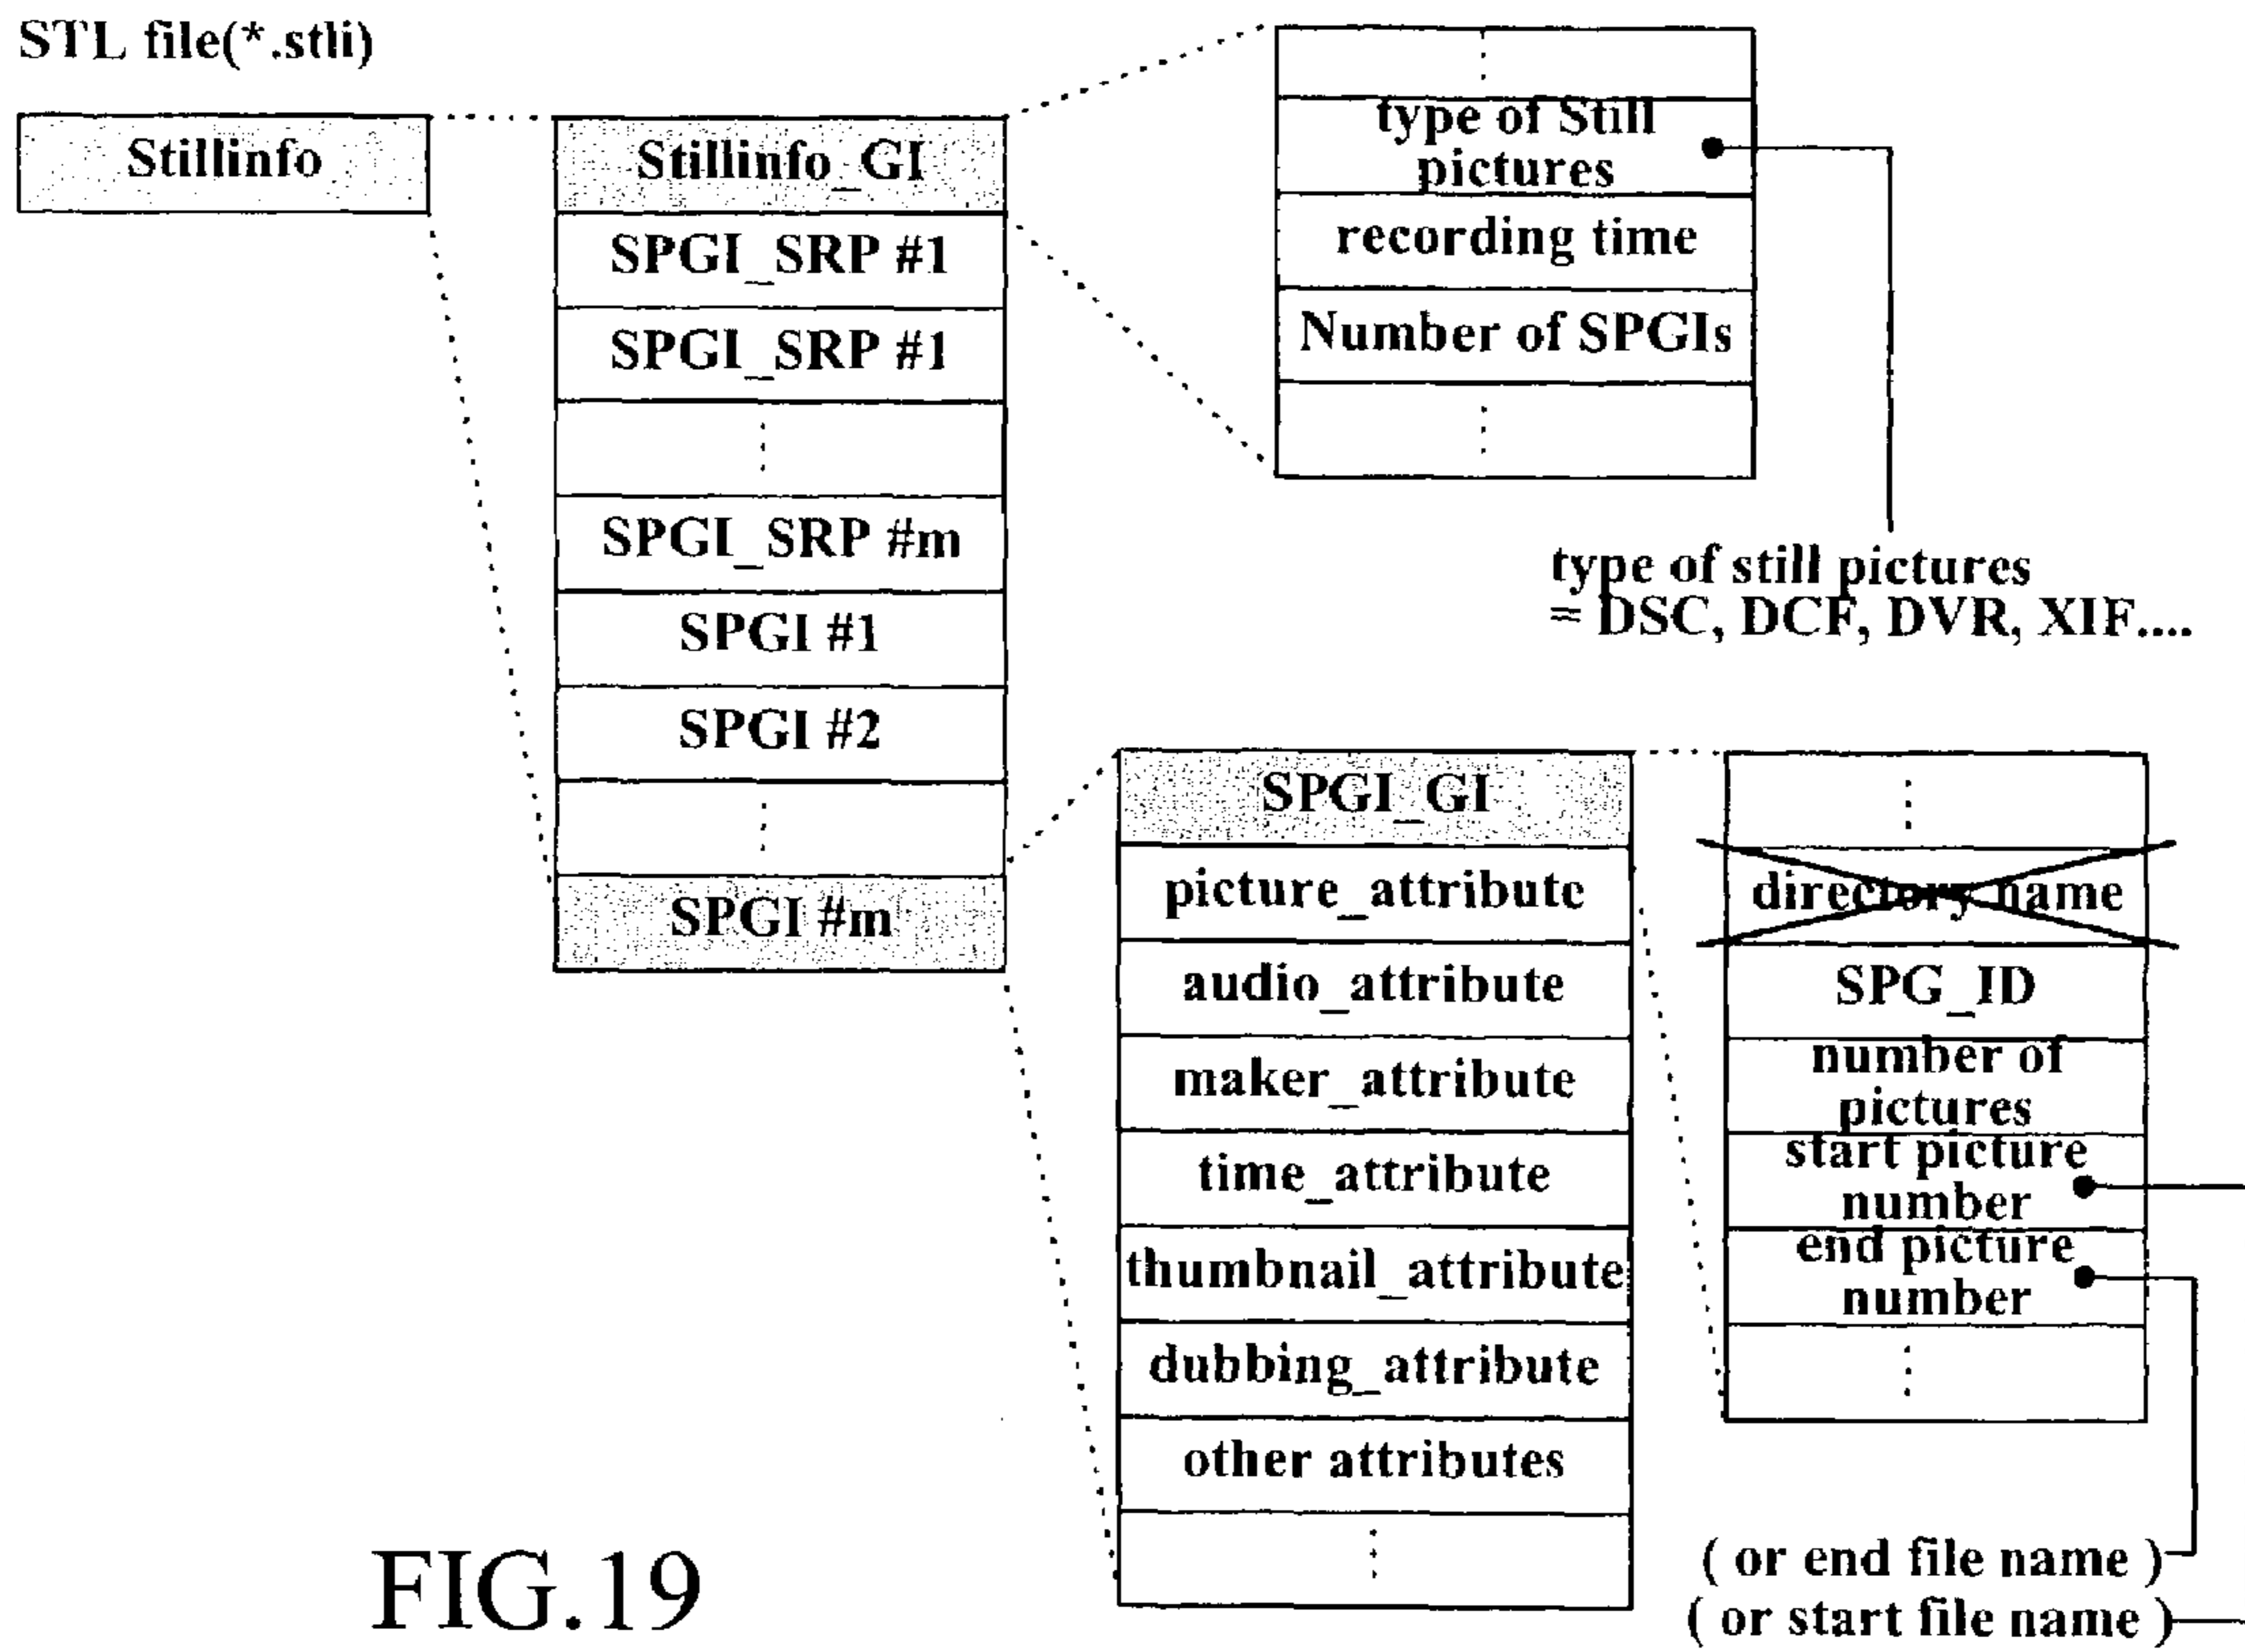 STL file(*.stli)
Stillinfo
Stillinfo_GI
SPGI_SRP #1
SPGI_SRP #1
SPGI_SRP #m
SPGI #1
SPGI #2
SPGI #m
type of Still
pictures
recording time
Number of SPGIs
type of still pictures
= DSC, DCF, DVR, XIF....
SPGI_GI
picture_attribute
audio_attribute
maker_attribute
time_attribute
thumbnail_attribute
dubbing_attribute
other attributes
directory name
SPG_ID
number of
pictures
start picture
number
end picture
number
( or end file name )
( or start file name )
FIG.19